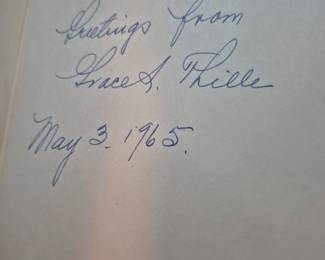 Greetings from
Grace S. Thille
May 3 - 1965.